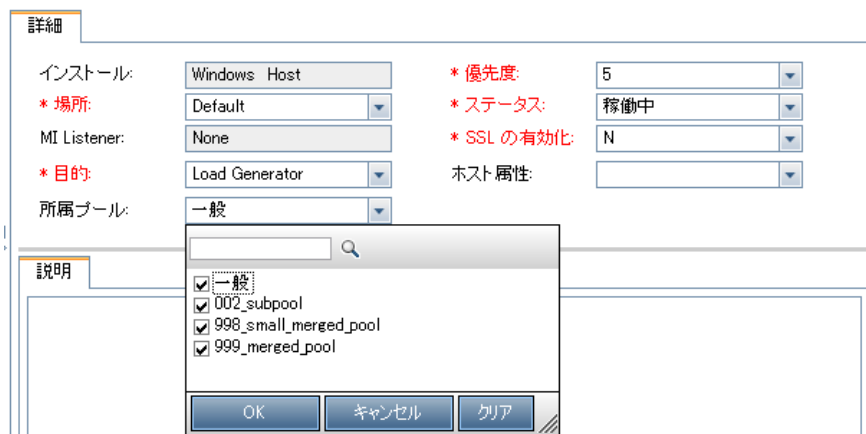 詳細
インストール: Windows Host * 優先度: 5
* 場所: Default * ステータス: 稼働中
MI Listener: None * SSL の有効化: N
* 目的: Load Generator ホスト属性:
所属プール: 一般
説明
一般
002_subpool
998_small_merged_pool
999_merged_pool
OK キャンセル クリア